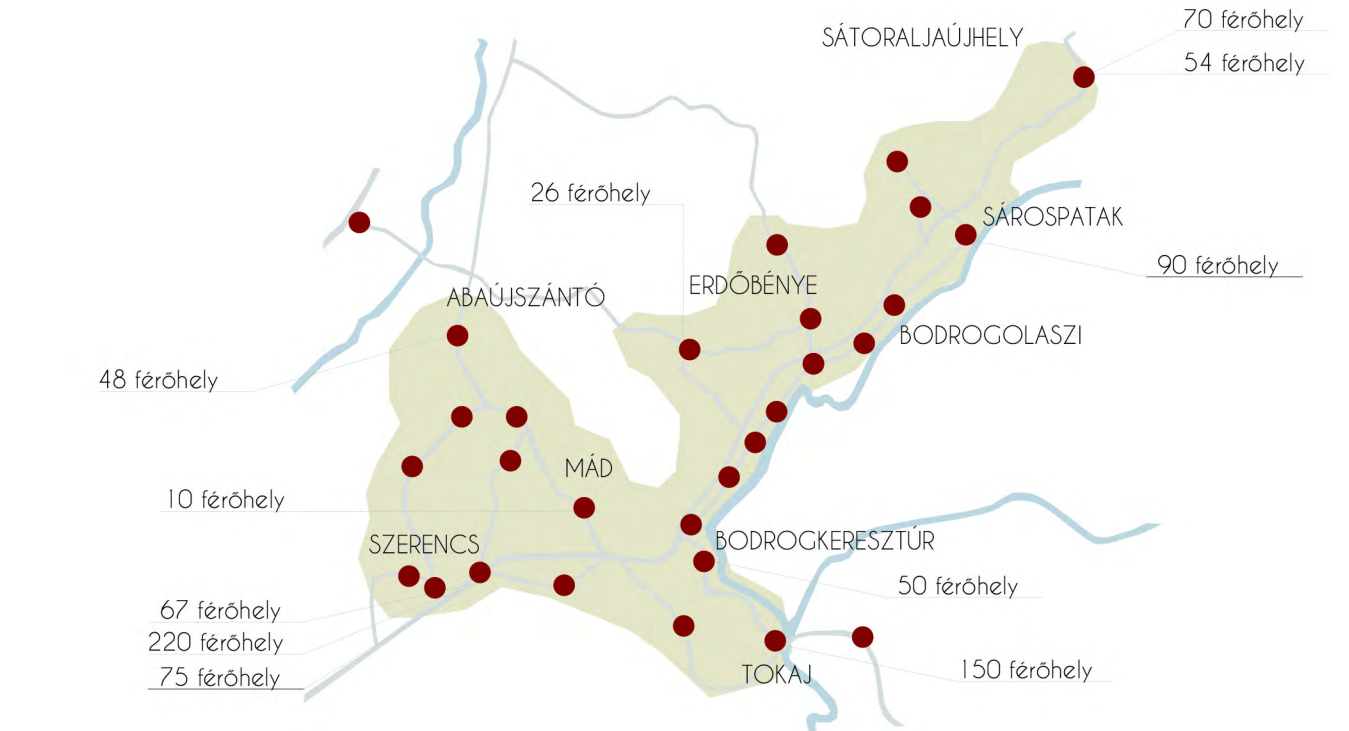 70 férőhely
SÁTORALJAÚJHELY
54 férőhely
26 férőhely
SÁROSPATAK
90 férőhely
ERDŐBÉNYE
ABAÚJSZÁNTÓ
BODROGOLASZI
48 férőhely
MÁD
10 férőhely
SZERENCS
BODROGKERESZTÚR
50 férőhely
67 férőhely
220 férőhely
150 férőhely
TOKAJ
75 férőhely